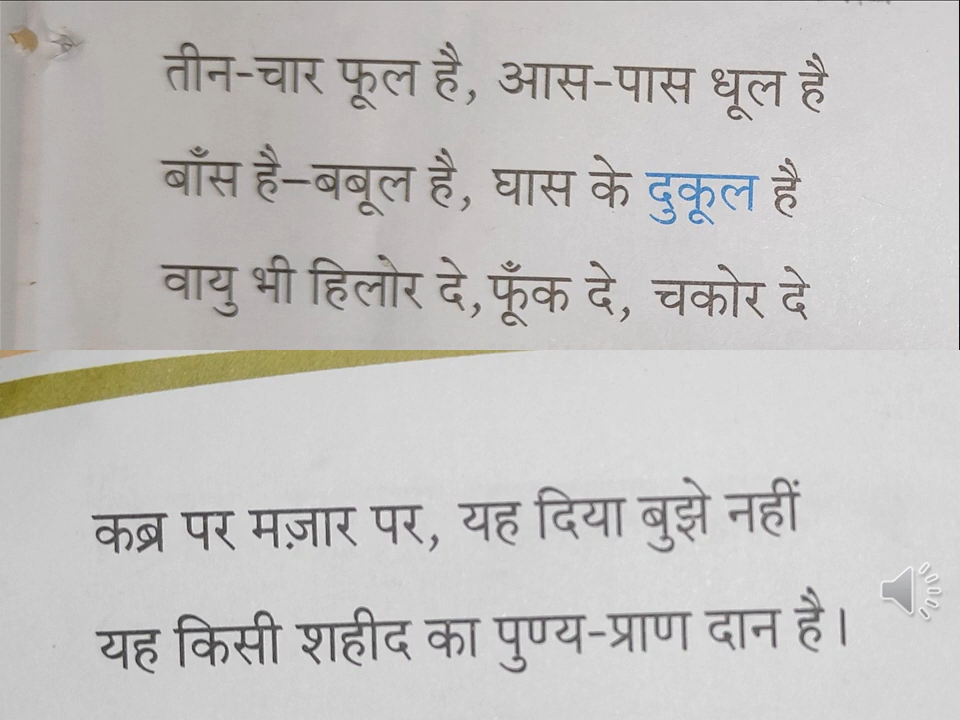 तीन-चार फूल है, आस-पास धूल है
बाँस है–बबूल है, घास के दुकूल है
वायु भी हिलोर दे, फूँक दे, चकोर दे
कब्र पर मज़ार पर, यह दिया बुझे नहीं
यह किसी शहीद का पुण्य-प्राण दान है।